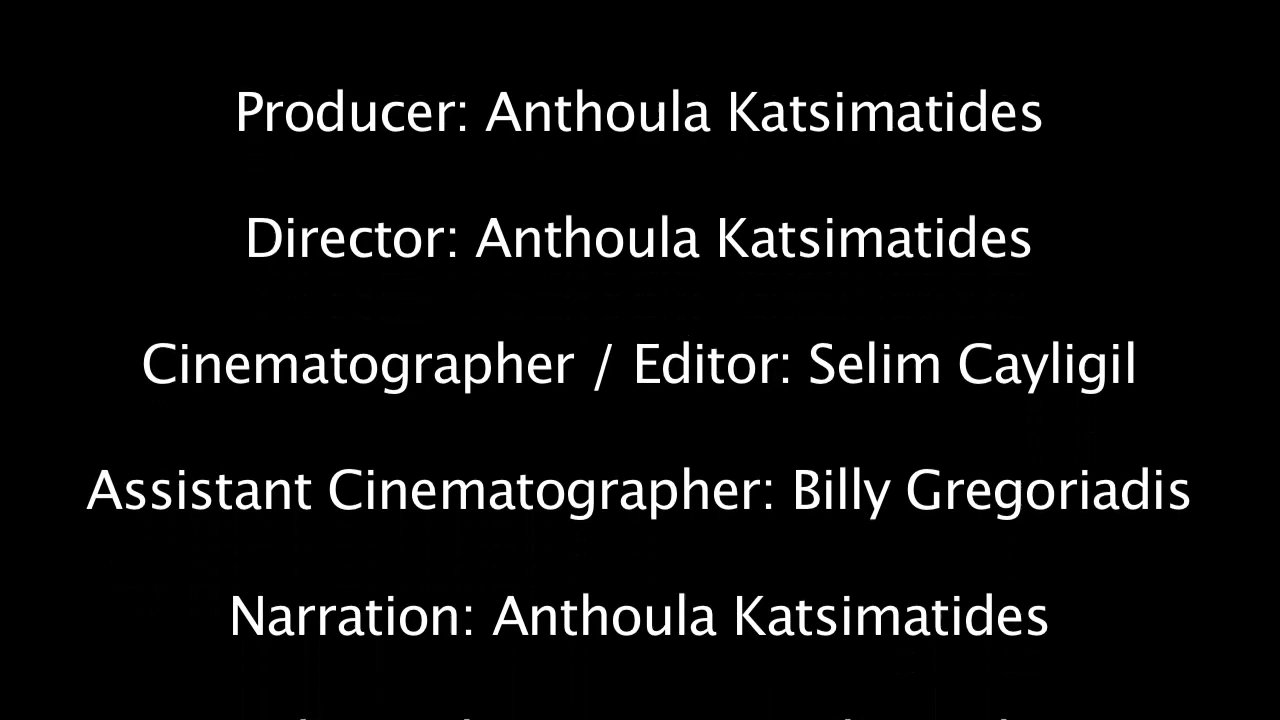 Producer: Anthoula Katsimatides
Director: Anthoula Katsimatides
Cinematographer / Editor: Selim Cayligil
Assistant Cinematographer: Billy Gregoriadis
Narration: Anthoula Katsimatides